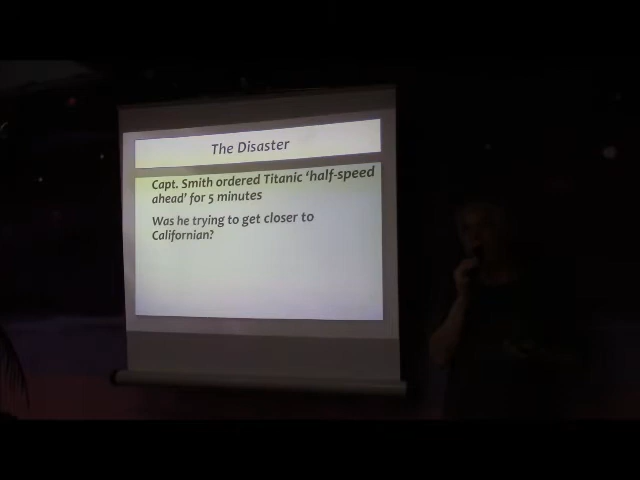 The Disaster
Capt. Smith ordered Titanic 'half-speed
ahead' for 5 minutes
Was he trying to get closer to
Californian?